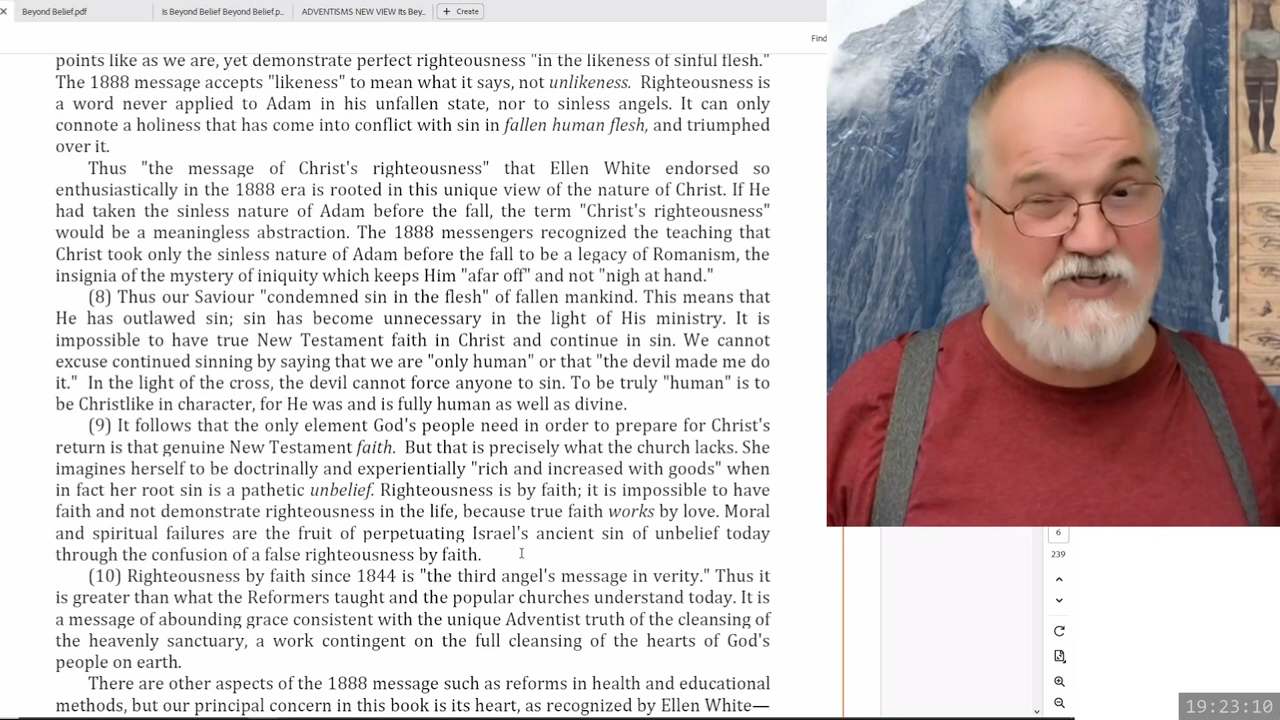 Beyond Belief.pdf
Is Beyond Belief Beyond Belief.p..
ADVENTISMS NEW VIEW Its Bey..
+ Create
Find
points like as we are, yet demonstrate perfect righteousness "in the likeness of sinful flesh."
The 1888 message accepts "likeness" to mean what it says, not unlikeness. Righteousness is
a word never applied to Adam in his unfallen state, nor to sinless angels. It can only
connote a holiness that has come into conflict with sin in fallen human flesh, and triumphed
over it.
Thus "the message of Christ's righteousness" that Ellen White endorsed so
enthusiastically in the 1888 era is rooted in this unique view of the nature of Christ. If He
had taken the sinless nature of Adam before the fall, the term "Christ's righteousness"
would be a meaningless abstraction. The 1888 messengers recognized the teaching that
Christ took only the sinless nature of Adam before the fall to be a legacy of Romanism, the
insignia of the mystery of iniquity which keeps Him "afar off" and not "nigh at hand."
(8) Thus our Saviour "condemned sin in the flesh" of fallen mankind. This means that
He has outlawed sin; sin has become unnecessary in the light of His ministry. It is
impossible to have true New Testament faith in Christ and continue in sin. We cannot
excuse continued sinning by saying that we are "only human" or that "the devil made me do
it." In the light of the cross, the devil cannot force anyone to sin. To be truly "human" is to
be Christlike in character, for He was and is fully human as well as divine.
(9) It follows that the only element God's people need in order to prepare for Christ's
return is that genuine New Testament faith. But that is precisely what the church lacks. She
imagines herself to be doctrinally and experientially "rich and increased with goods" when
in fact her root sin is a pathetic unbelief. Righteousness is by faith; it is impossible to have
faith and not demonstrate righteousness in the life, because true faith works by love. Moral
and spiritual failures are the fruit of perpetuating Israel's ancient sin of unbelief today
through the confusion of a false righteousness by faith.
(10) Righteousness by faith since 1844 is "the third angel's message in verity." Thus it
is greater than what the Reformers taught and the popular churches understand today. It is
a message of abounding grace consistent with the unique Adventist truth of the cleansing of
the heavenly sanctuary, a work contingent on the full cleansing of the hearts of God's
people on earth.
There are other aspects of the 1888 message such as reforms in health and educational
methods, but our principal concern in this book is its heart, as recognized by Ellen White—
6
239
19:23:10